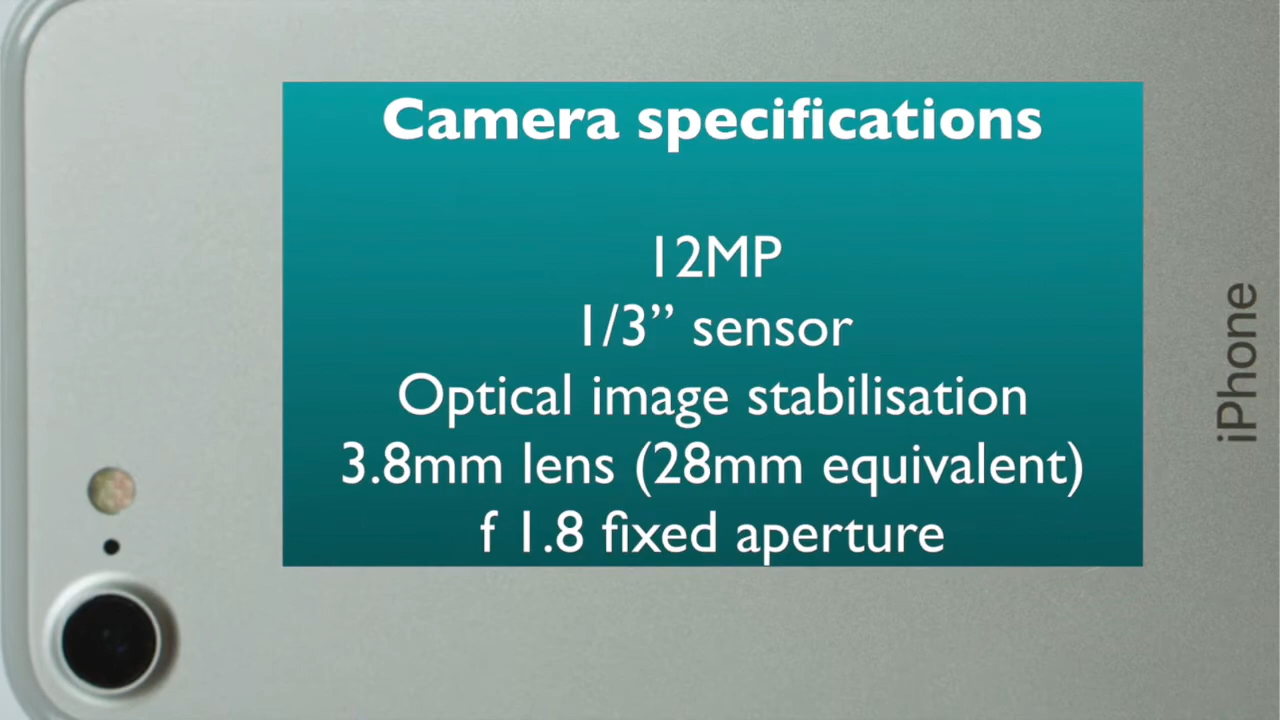 Camera specifications
12MP
1/3” sensor
Optical image stabilisation
3.8mm lens (28mm equivalent)
f 1.8 fixed aperture
iPhone